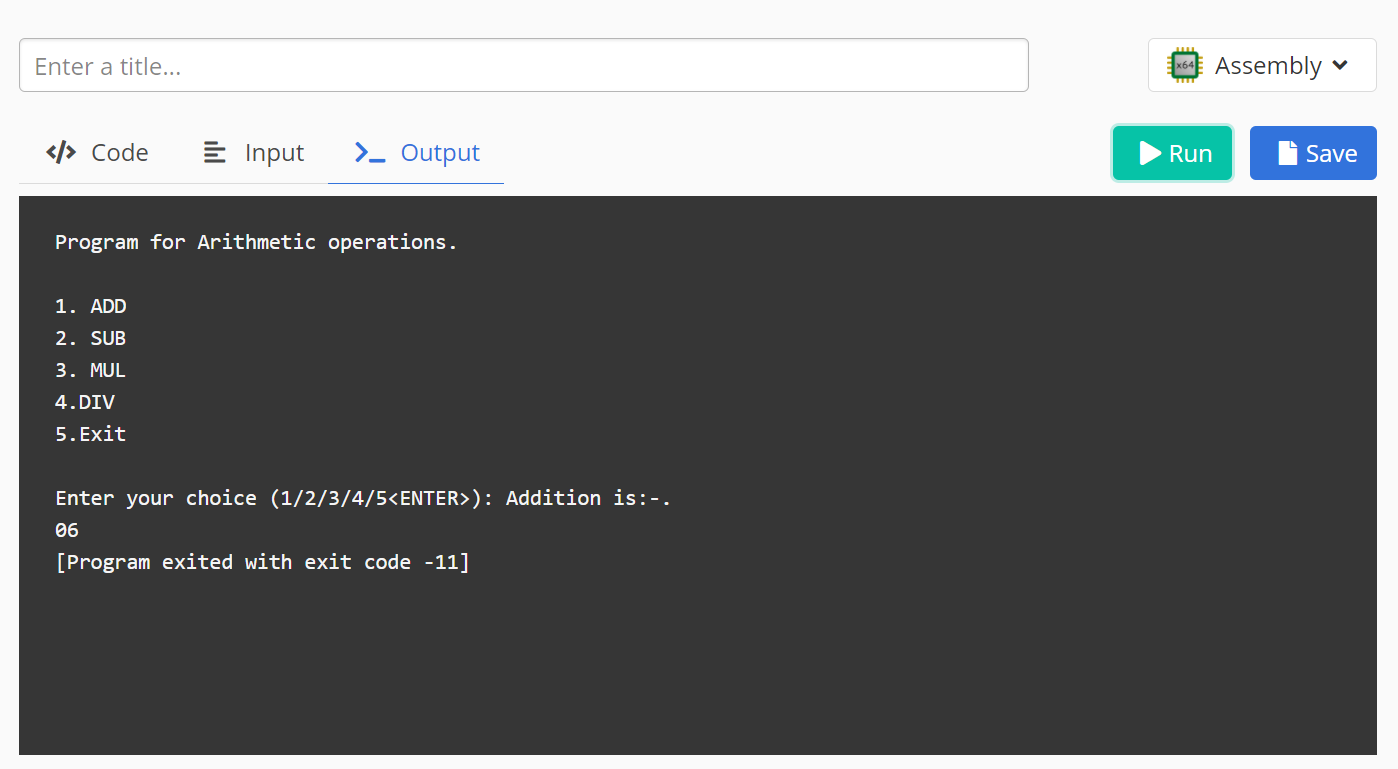 Enter a title...
x64 Assembly
Code Input Output
Run Save
Program for Arithmetic operations.
1. ADD
2. SUB
3. MUL
4.DIV
5.Exit
Enter your choice (1/2/3/4/5<ENTER>): Addition is:-.
06
[Program exited with exit code -11]